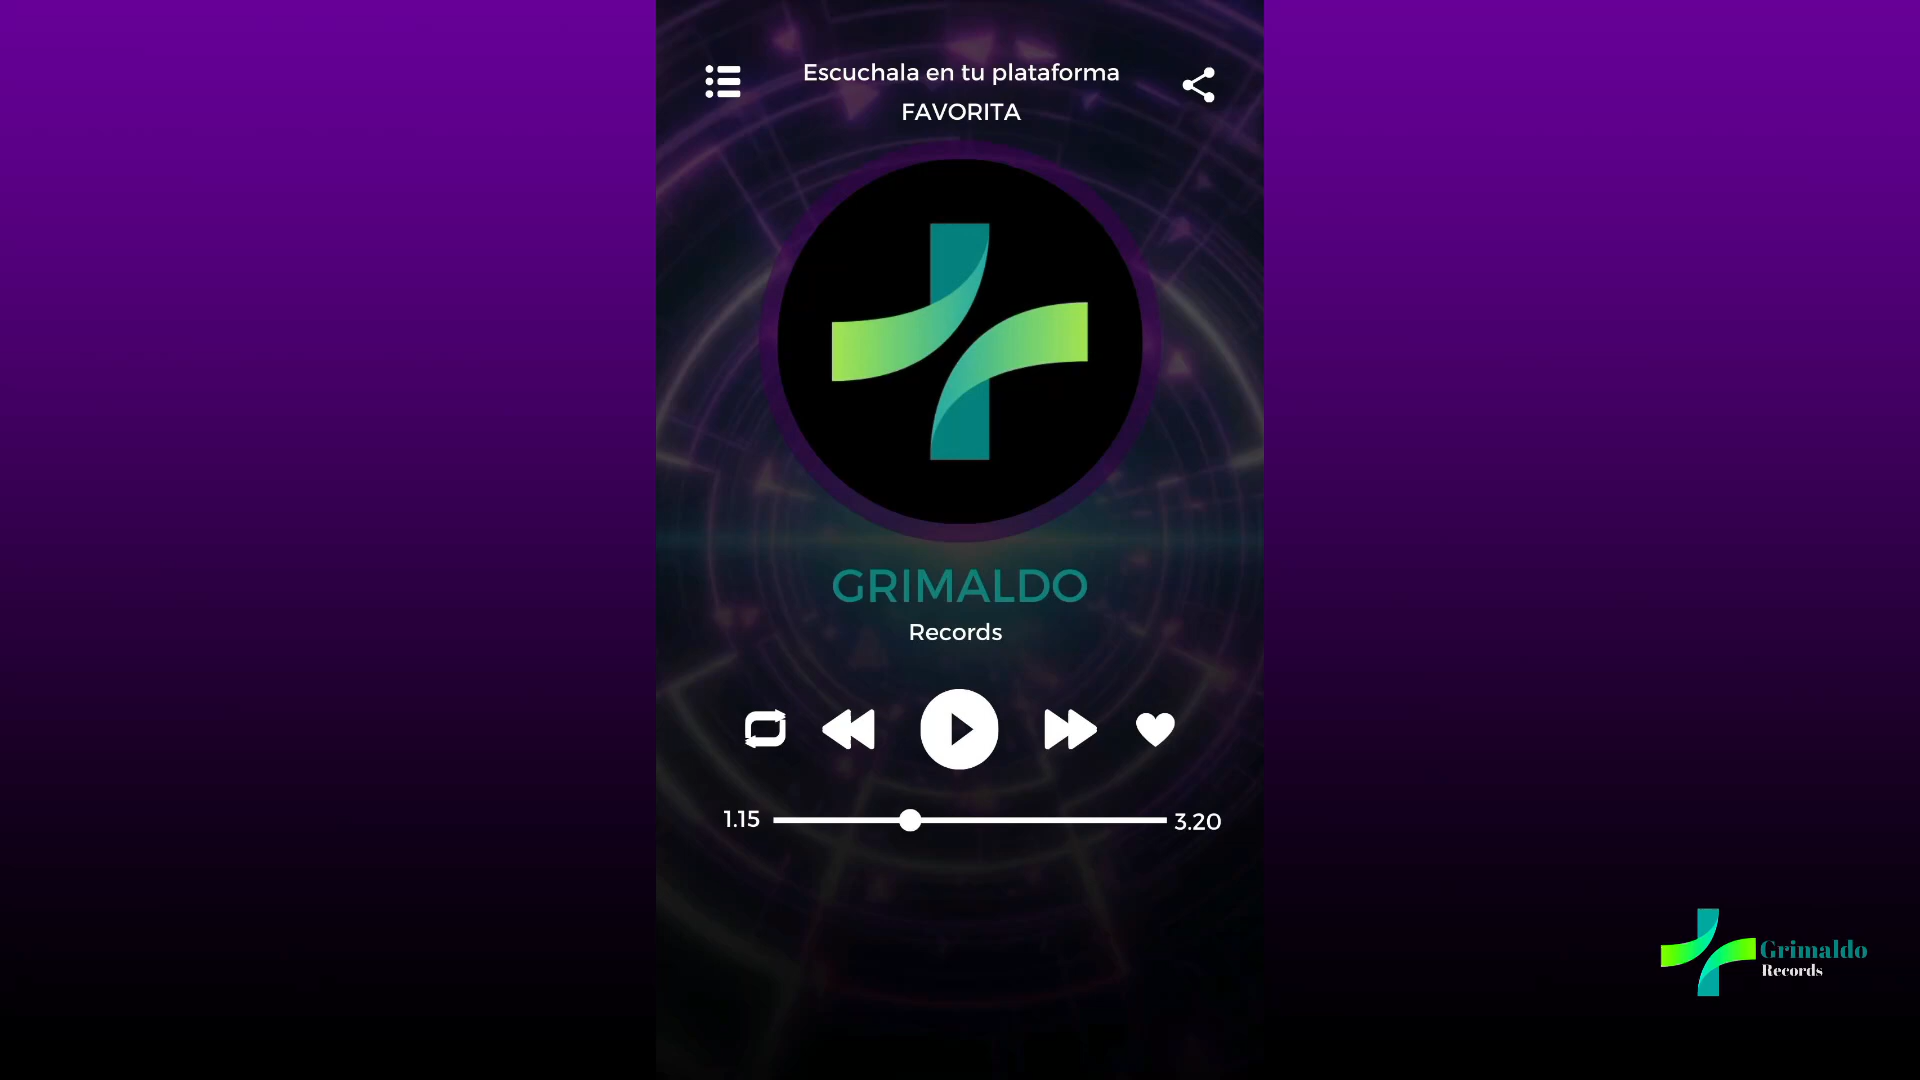 Escuchala en tu plataforma
FAVORITA
GRIMALDO
Records
1.15
3.20
Grimaldo
Records